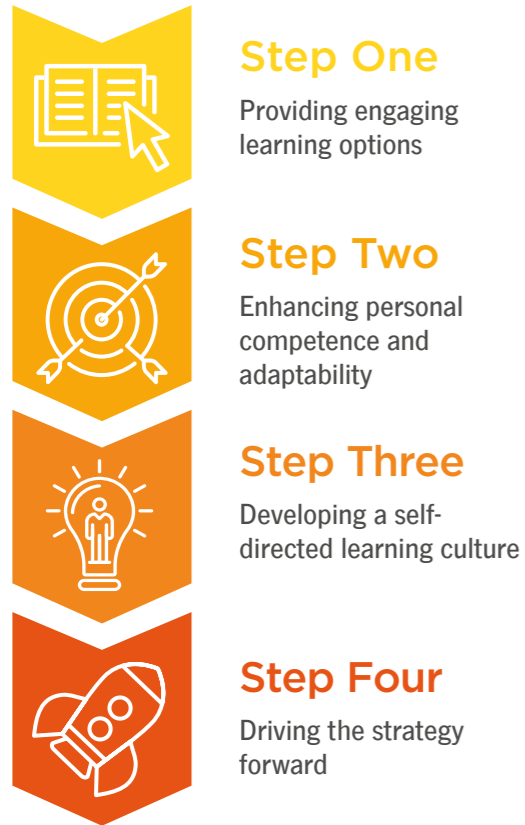 Step One
Providing engaging
learning options
Step Two
Enhancing personal
competence and
adaptability
Step Three
Developing a self-
directed learning culture
Step Four
Driving the strategy
forward